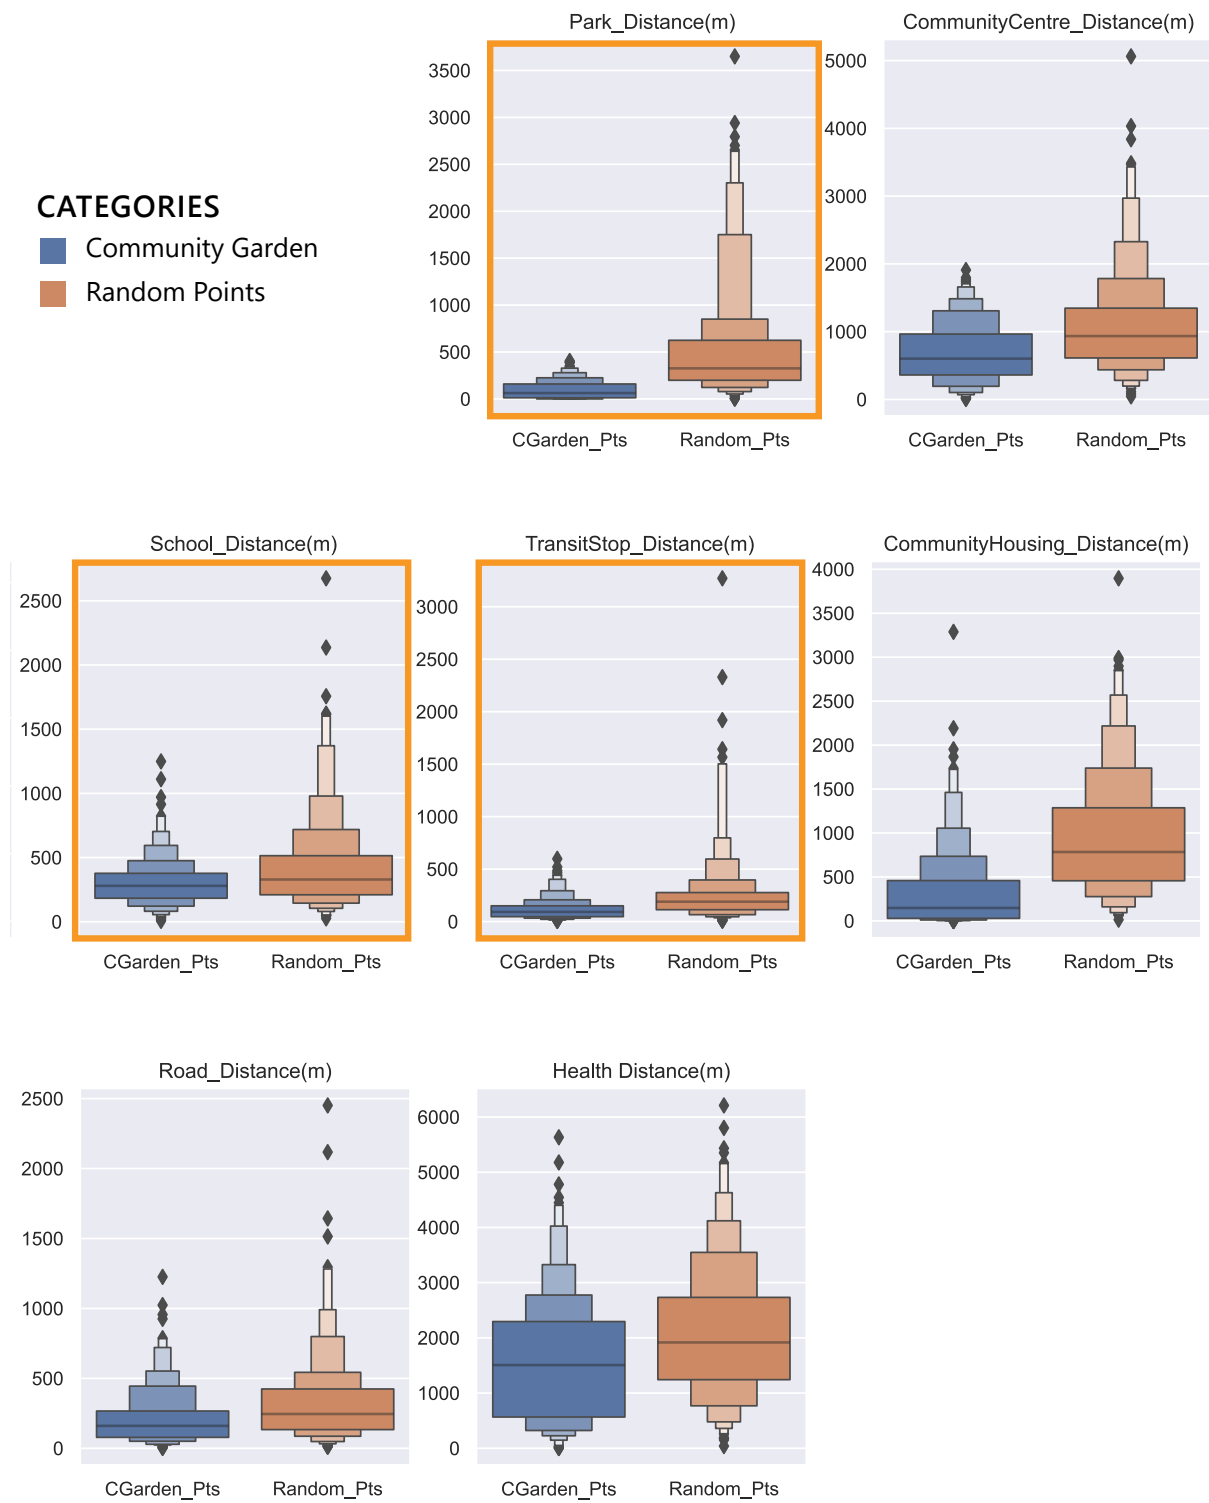 Park_Distance(m)
CommunityCentre_Distance(m)
CATEGORIES
Community Garden
Random Points
3500
3000
2500
2000
1500
1000
500
0
CGarden_Pts
Random_Pts
5000
4000
3000
2000
1000
0
CGarden_Pts
Random_Pts
School_Distance(m)
2500
2000
1500
1000
500
0
CGarden_Pts
Random_Pts
TransitStop_Distance(m)
3000
2500
2000
1500
1000
500
0
CGarden_Pts
Random_Pts
CommunityHousing_Distance(m)
4000
3500
3000
2500
2000
1500
1000
500
0
CGarden_Pts
Random_Pts
Road_Distance(m)
2500
2000
1500
1000
500
0
CGarden_Pts
Random_Pts
Health Distance(m)
6000
5000
4000
3000
2000
1000
0
CGarden_Pts
Random_Pts